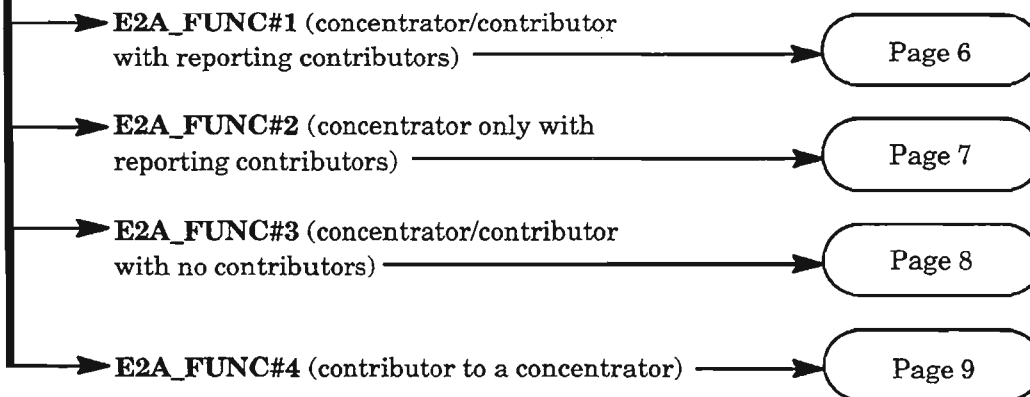 E2A_FUNC#1 (concentrator/contributor
with reporting contributors)
Page 6
E2A_FUNC#2 (concentrator only with
reporting contributors)
Page 7
E2A_FUNC#3 (concentrator/contributor
with no contributors)
Page 8
E2A_FUNC#4 (contributor to a concentrator)
Page 9